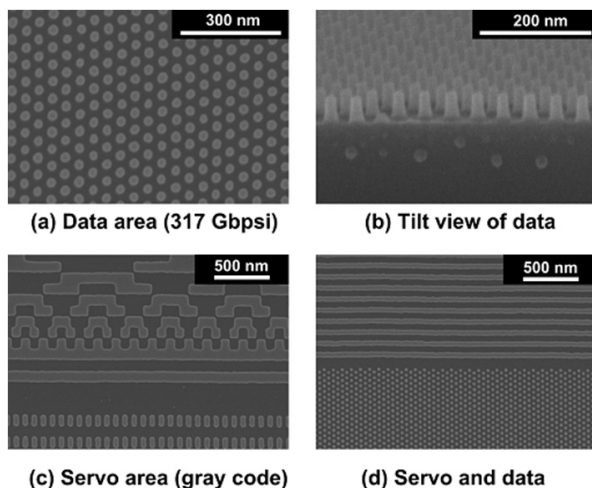 300 nm
200 nm
(a) Data area (317 Gbpsi)
(b) Tilt view of data
500 nm
500 nm
(c) Servo area (gray code)
(d) Servo and data